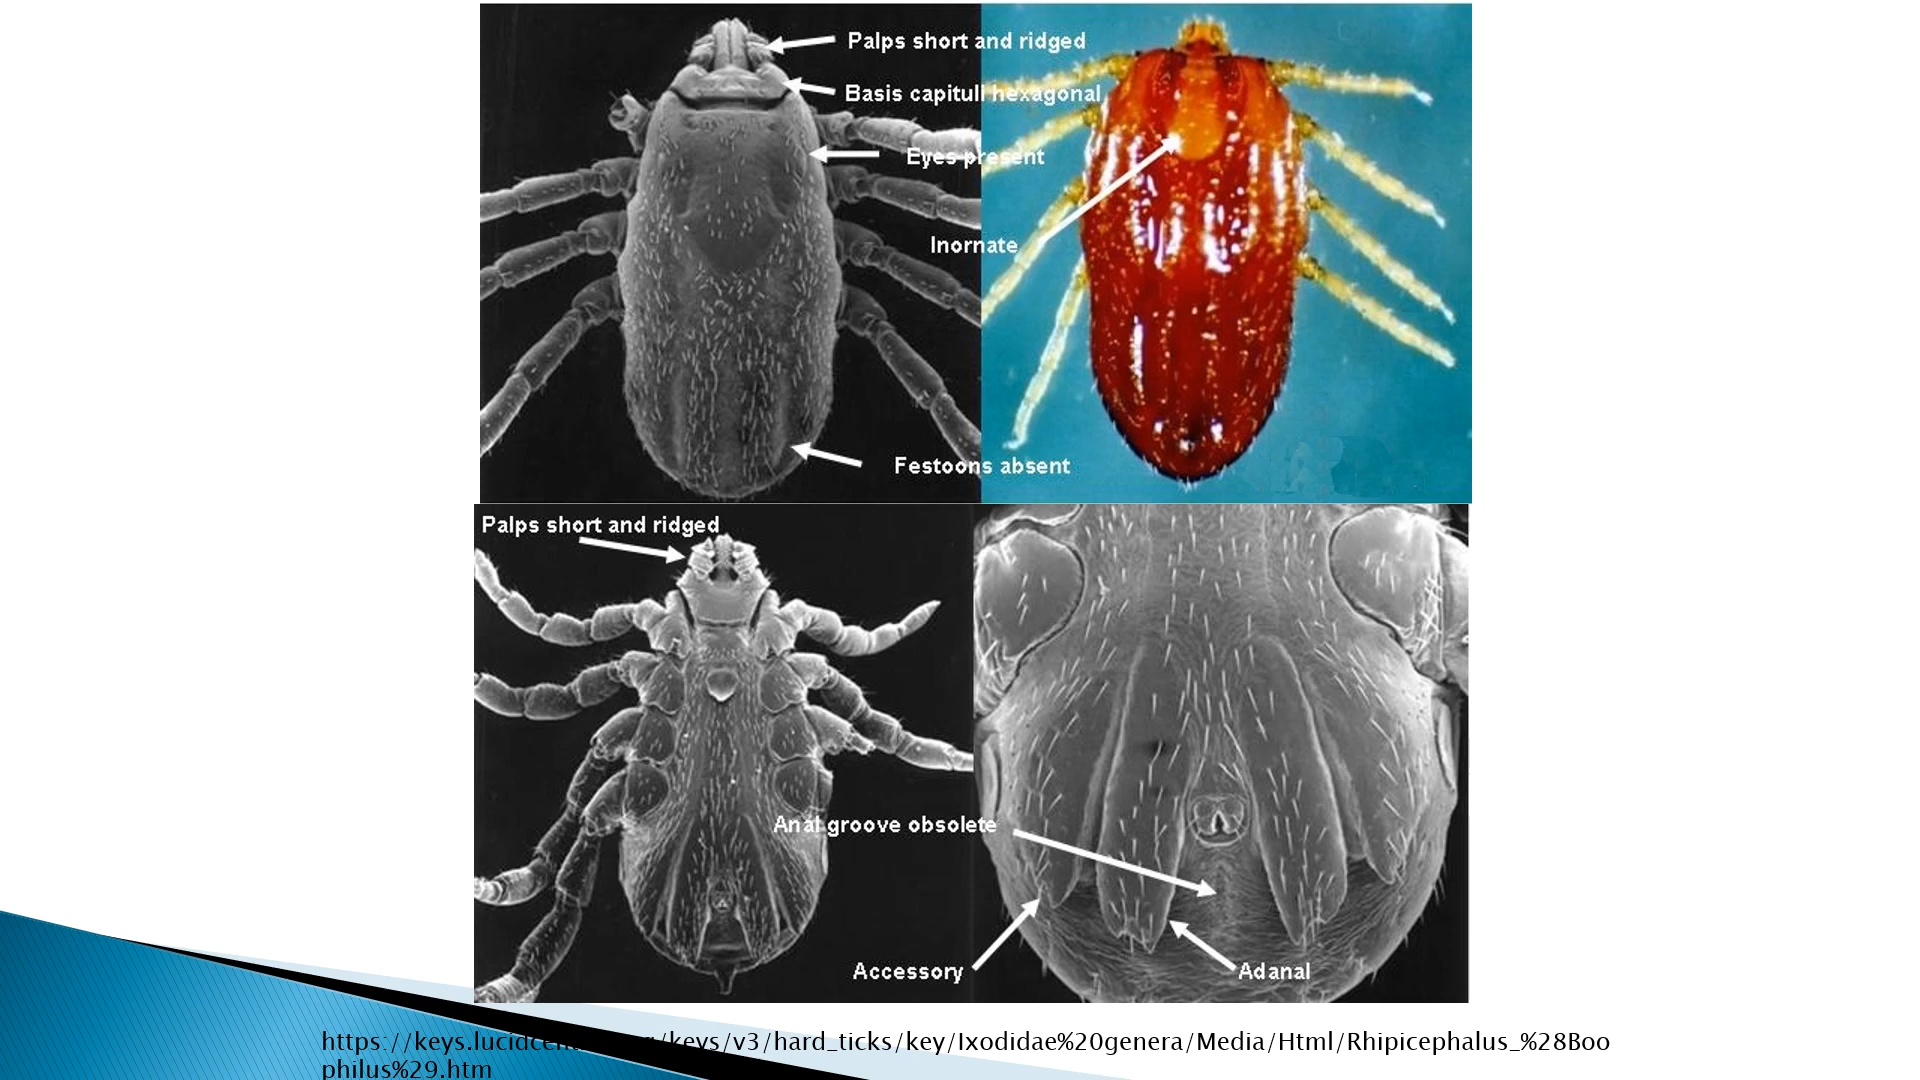 Palps short and ridged
Basis capituli hexagonal
Eyes present
Inornate
Festoons absent
Palps short and ridged
Anal groove obsolete
Accessory
Adanal
https://keys.lucidcen /keys/v3/hard_ticks/key/Ixodidae%20genera/Media/Html/Rhipicephalus_%28Boo
philus%29.htm